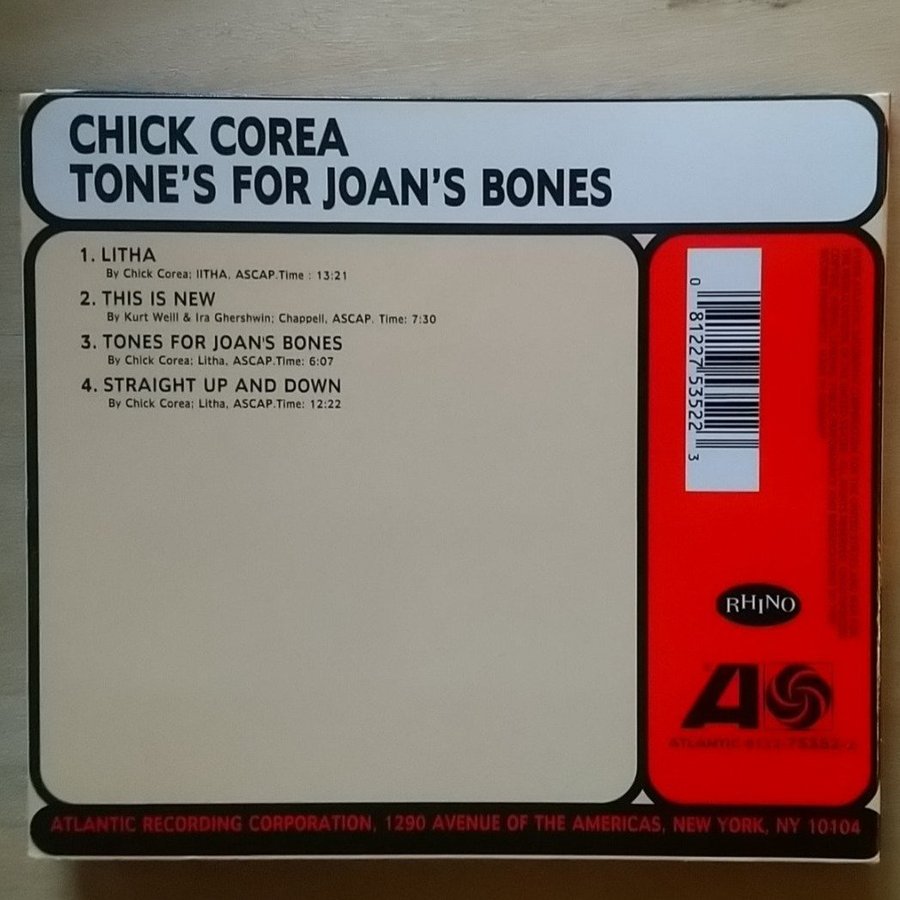 CHICK COREA
TONE'S FOR JOAN'S BONES
1. LITHA
By Chick Corea; lITHA, ASCAP.Time : 13:21
2. THIS IS NEW
By Kurt Weill & Ira Ghershwin; Chappell, ASCAP. Time: 7:30
3. TONES FOR JOAN'S BONES
By Chick Corea; Litha, ASCAP.Time: 6:07
4. STRAIGHT UP AND DOWN
By Chick Corea; Litha, ASCAP.Time: 12:22
0 81227 53522 3
RHINO
A
ATLANTIC
ATLANTIC RECORDING CORPORATION, 1290 AVENUE OF THE AMERICAS, NEW YORK, NY 10104